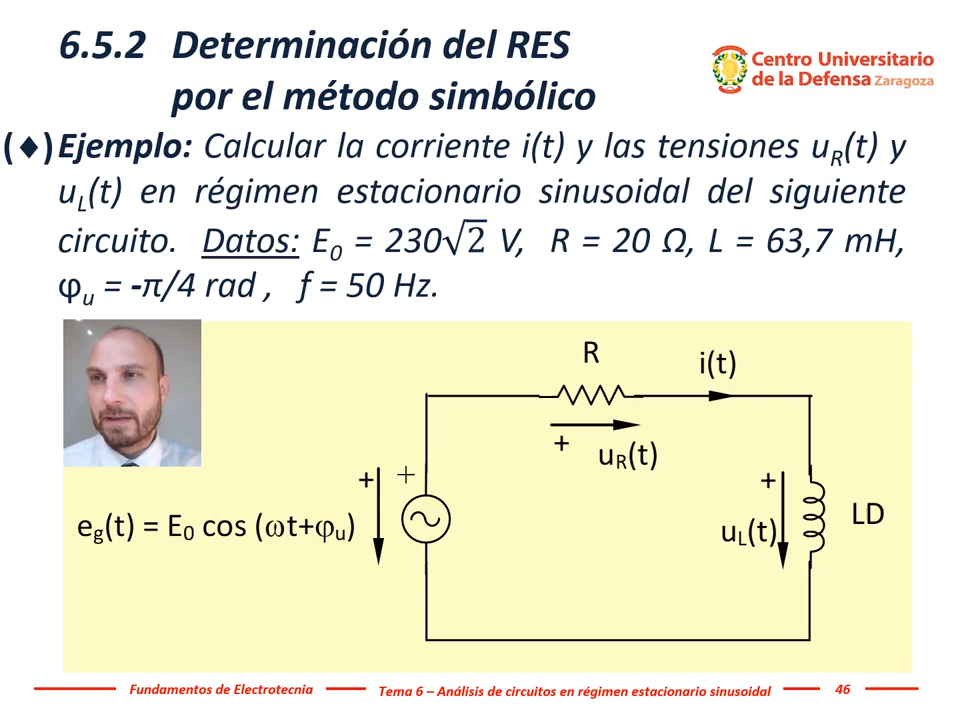 6.5.2 Determinación del RES
por el método simbólico
Centro Universitario
de la Defensa Zaragoza
(♦) Ejemplo: Calcular la corriente i(t) y las tensiones uR(t) y
uL(t) en régimen estacionario sinusoidal del siguiente
circuito. Datos: E0 = 230√2 V, R = 20 Ω, L = 63,7 mH,
φu = -π/4 rad , f = 50 Hz.
R
i(t)
+
uR(t)
+
+
+
eg(t) = E0 cos (ωt+φu)
uL(t)
LD
Fundamentos de Electrotecnia
Tema 6 – Análisis de circuitos en régimen estacionario sinusoidal
46